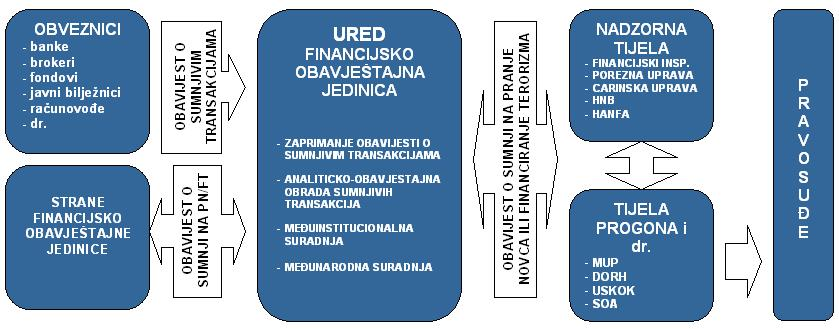 OBVEZNICI
- banke
- brokeri
- fondovi
- javni bilježnici
- računovođe
- dr.
OBAVIJEST O
SUMNJIVIM
TRANSAKCIJAMA
STRANE
FINANCIJSKO
OBAVJEŠTAJNE
JEDINICE
OBAVIJEST O
SUMNJI NA PN/FT
URED
FINANCIJSKO
OBAVJEŠTAJNA
JEDINICA
- ZAPRIMANJE OBAVIJESTI O
SUMNJIVIM TRANSAKCIJAMA
- ANALITICKO-OBAVJESTAJNA
OBRADA SUMNJIVIH
TRANSAKCIJA
- MEĐUINSTITUCIONALNA
SURADNJA
- MEĐUNARODNA SURADNJA
OBAVIJEST O SUMNJI NA PRANJE
NOVCA ILI FINANCIRANJE TERORIZMA
NADZORNA
TIJELA
- FINANCIJSKI INSP.
- POREZNA UPRAVA
- CARINSKA UPRAVA
- HNB
- HANFA
TIJELA
PROGONA i
dr.
- MUP
- DORH
- USKOK
- SOA
PRAVOSUĐE